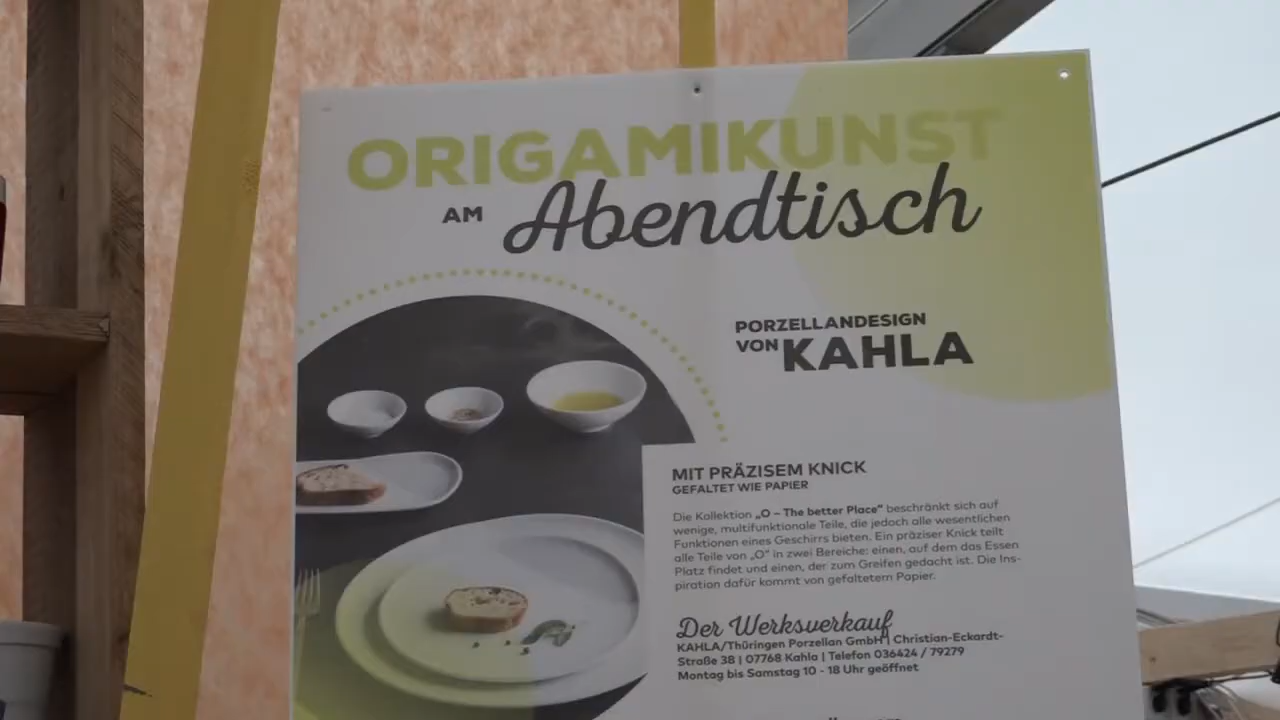 ORIGAMIKUNST
AM Abendtisch
PORZELLANDESIGN
VON KAHLA
MIT PRÄZISEM KNICK
GEFALTET WIE PAPIER
Die Kollektion „O – The better Place“ beschränkt sich auf
wenige, multifunktionale Teile, die jedoch alle wesentlichen
Funktionen eines Geschirrs bieten. Ein präziser Knick teilt
alle Teile von „O“ in zwei Bereiche: einen, auf dem das Essen
Platz findet und einen, der zum Greifen gedacht ist. Die Ins-
piration dafür kommt von gefaltetem Papier.
Der Werksverkauf
KAHLA/Thüringen Porzellan GmbH | Christian-Eckardt-
Straße 38 | 07768 Kahla | Telefon 036424 / 79279
Montag bis Samstag 10 - 18 Uhr geöffnet